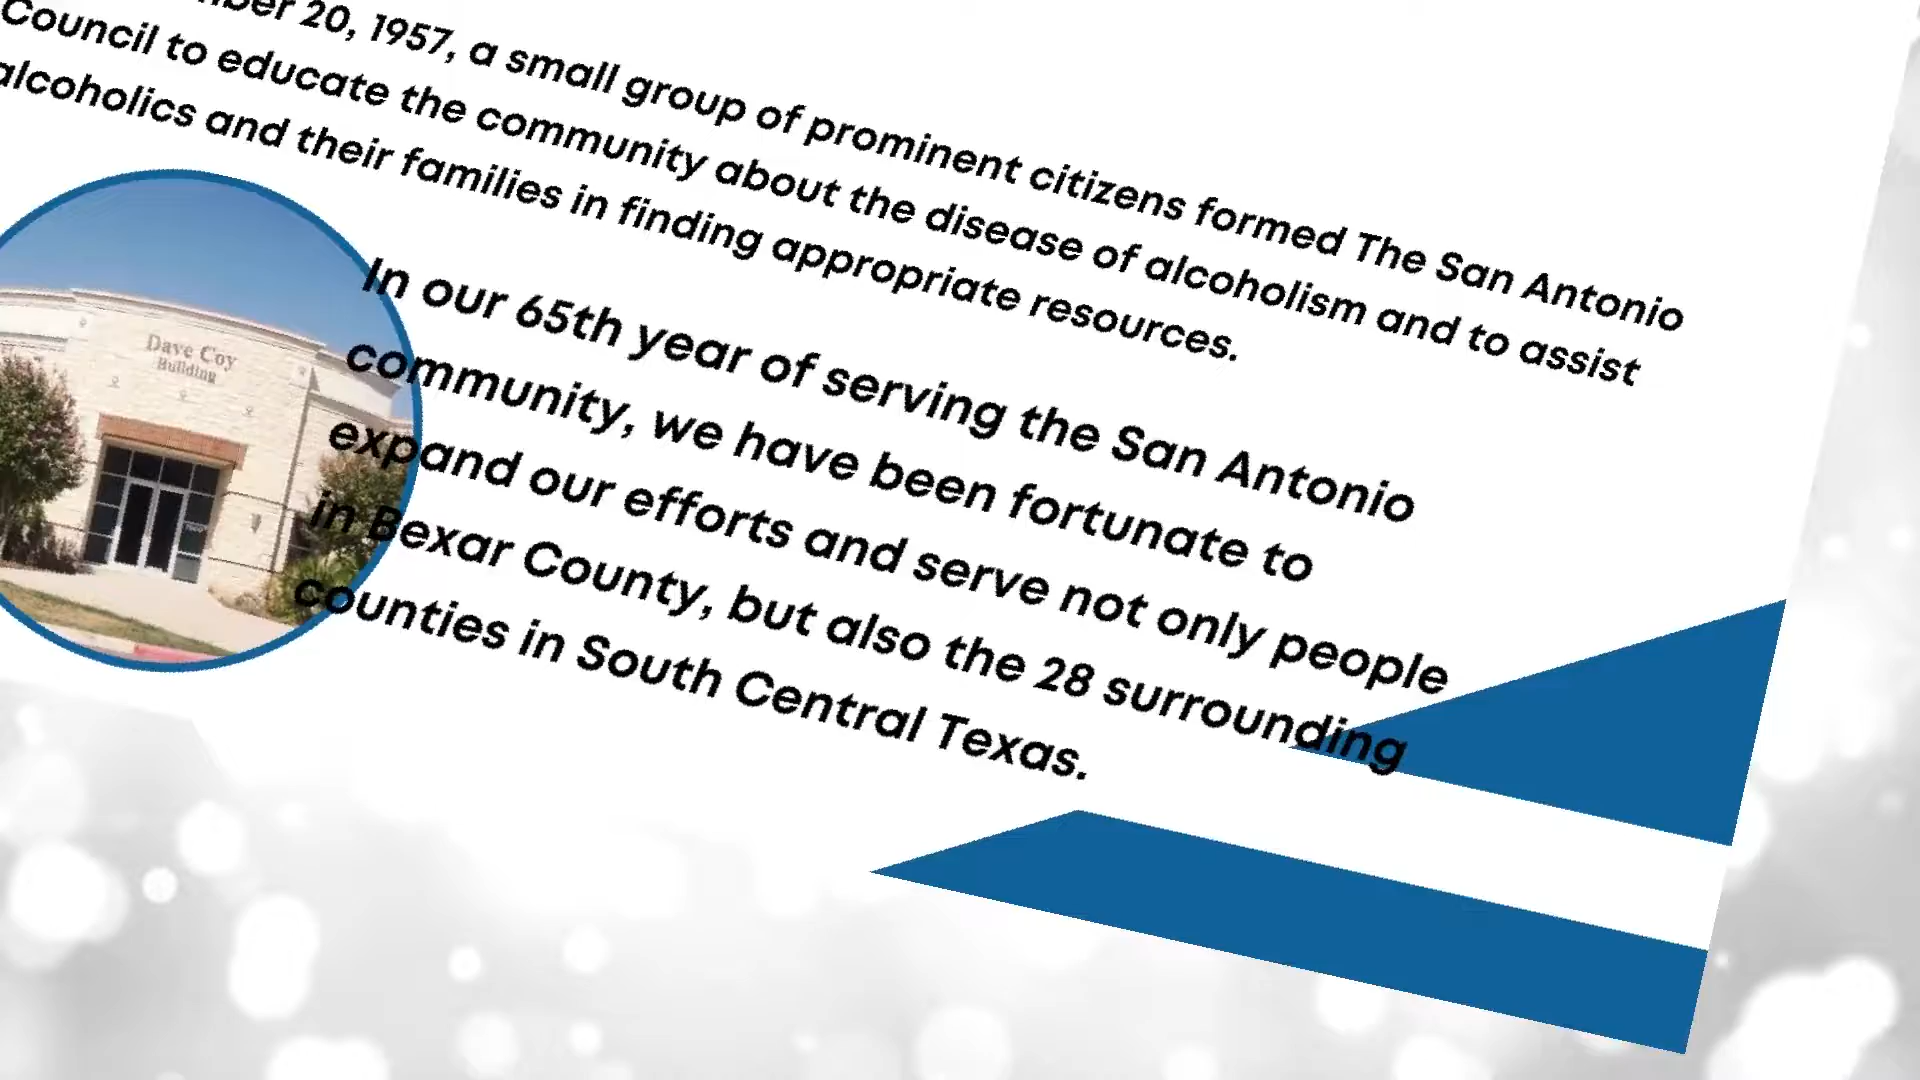 20, 1957, a small group of prominent citizens formed The San Antonio
Council to educate the community about the disease of alcoholism and to assist
alcoholics and their families in finding appropriate resources.
Dave Coy
Building
In our 65th year of serving the San Antonio
community, we have been fortunate to
expand our efforts and serve not only people
in Bexar County, but also the 28 surrounding
counties in South Central Texas.